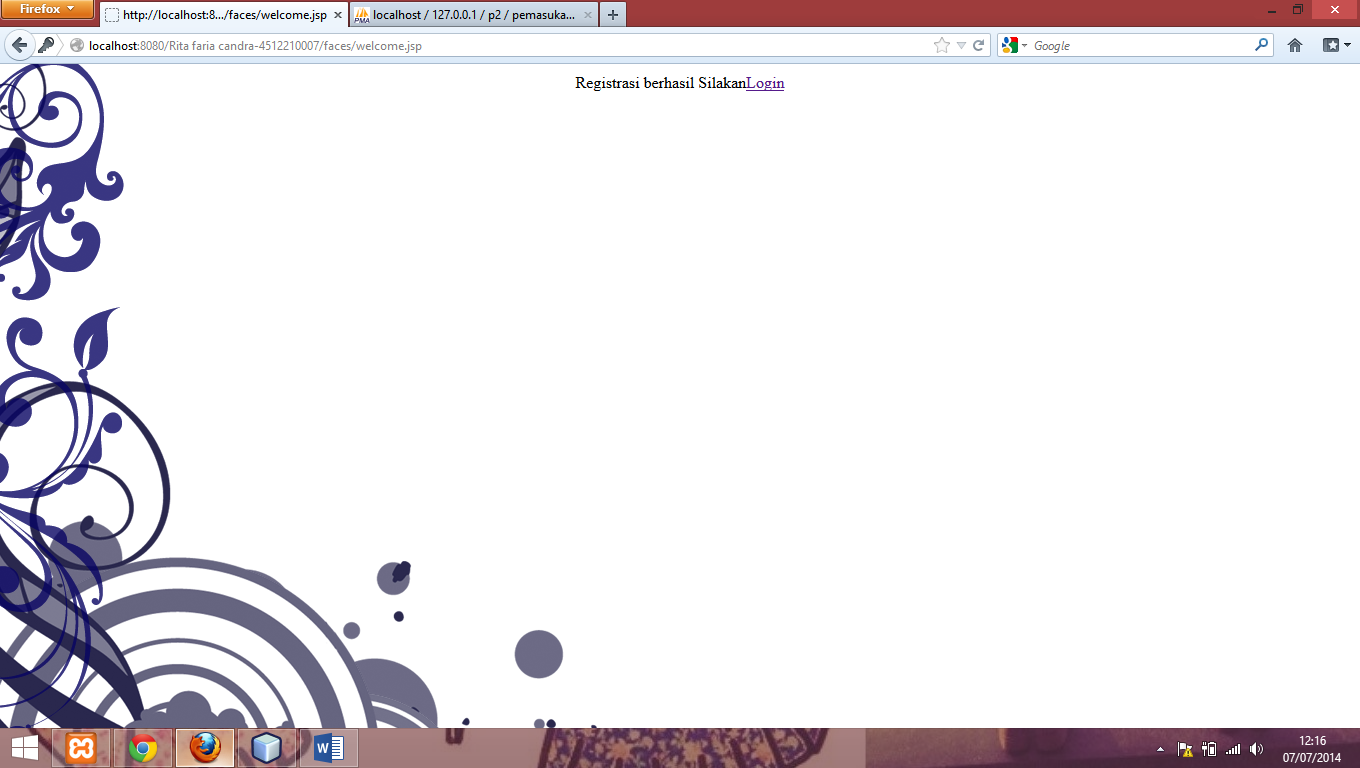 Firefox
http://localhost:8.../faces/welcome.jsp
PMA
localhost / 127.0.0.1 / p2 / pemasuka...
localhost:8080/Rita faria candra-4512210007/faces/welcome.jsp
Google
Registrasi berhasil SilakanLogin
12:16
07/07/2014